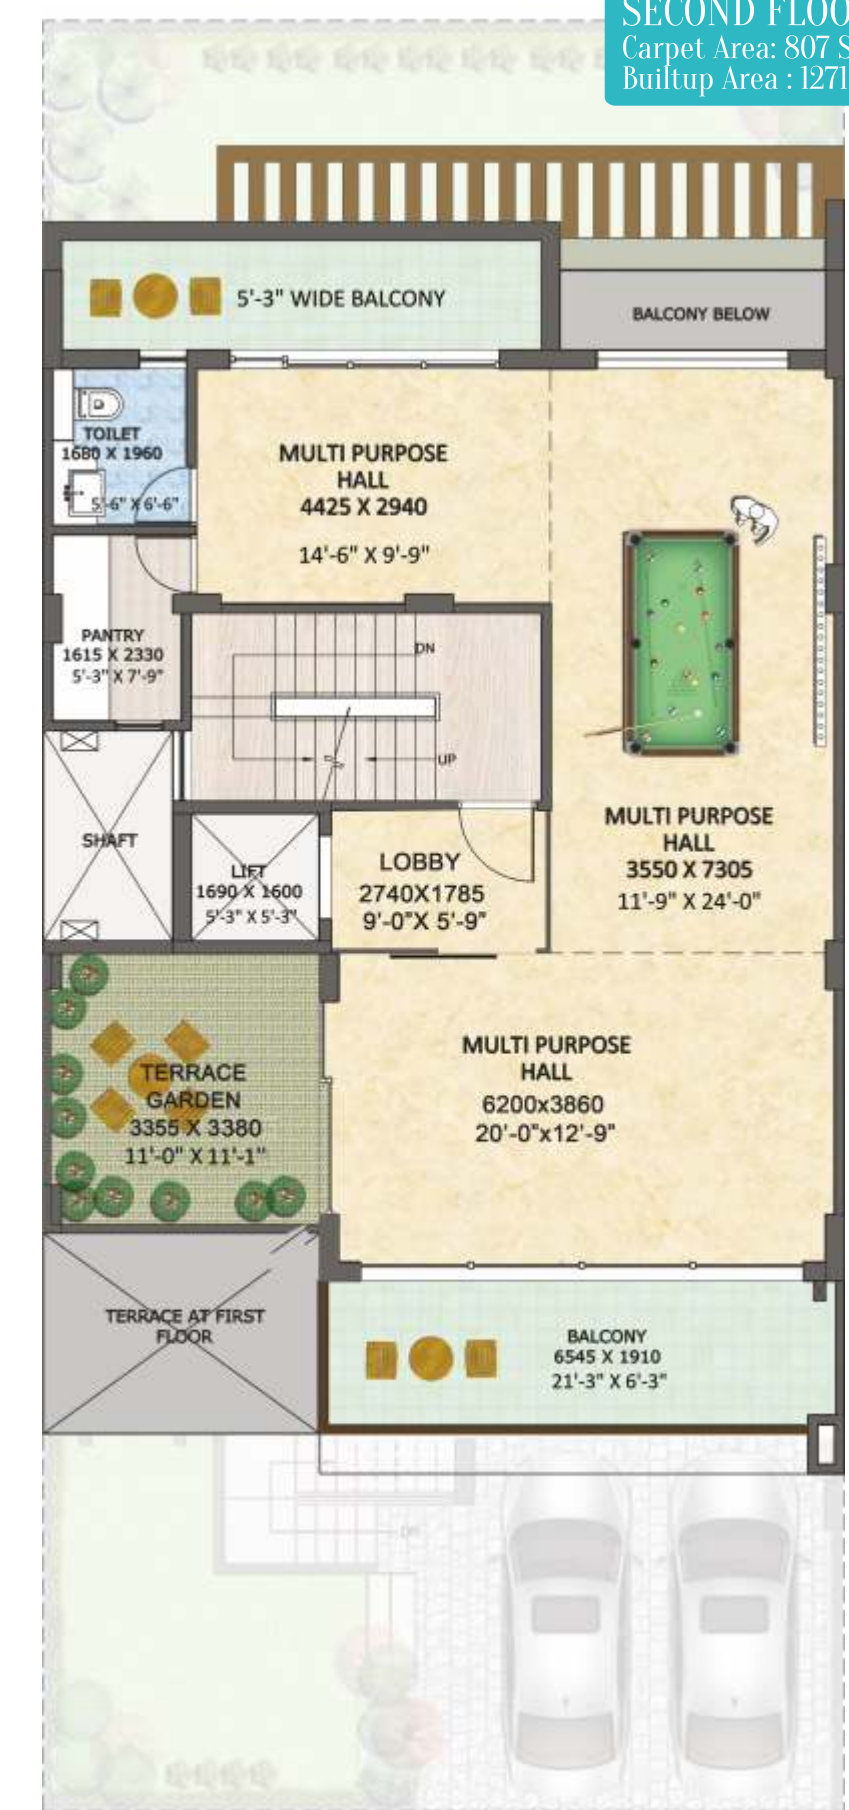 SECOND FLOO
Carpet Area: 807 S
Builtup Area : 1271
5'-3" WIDE BALCONY
BALCONY BELOW
TOILET
1680 X 1960
5'-6" X 6'-6"
MULTI PURPOSE
HALL
4425 X 2940
14'-6" X 9'-9"
PANTRY
1615 X 2330
5'-3" X 7'-9"
DN
UP
SHAFT
LIFT
1690 X 1600
5'-3" X 5'-3"
LOBBY
2740X1785
9'-0"X 5'-9"
MULTI PURPOSE
HALL
3550 X 7305
11'-9" X 24'-0"
TERRACE
GARDEN
3355 X 3380
11'-0" X 11'-1"
MULTI PURPOSE
HALL
6200x3860
20'-0"x12'-9"
TERRACE AT FIRST
FLOOR
BALCONY
6545 X 1910
21'-3" X 6'-3"